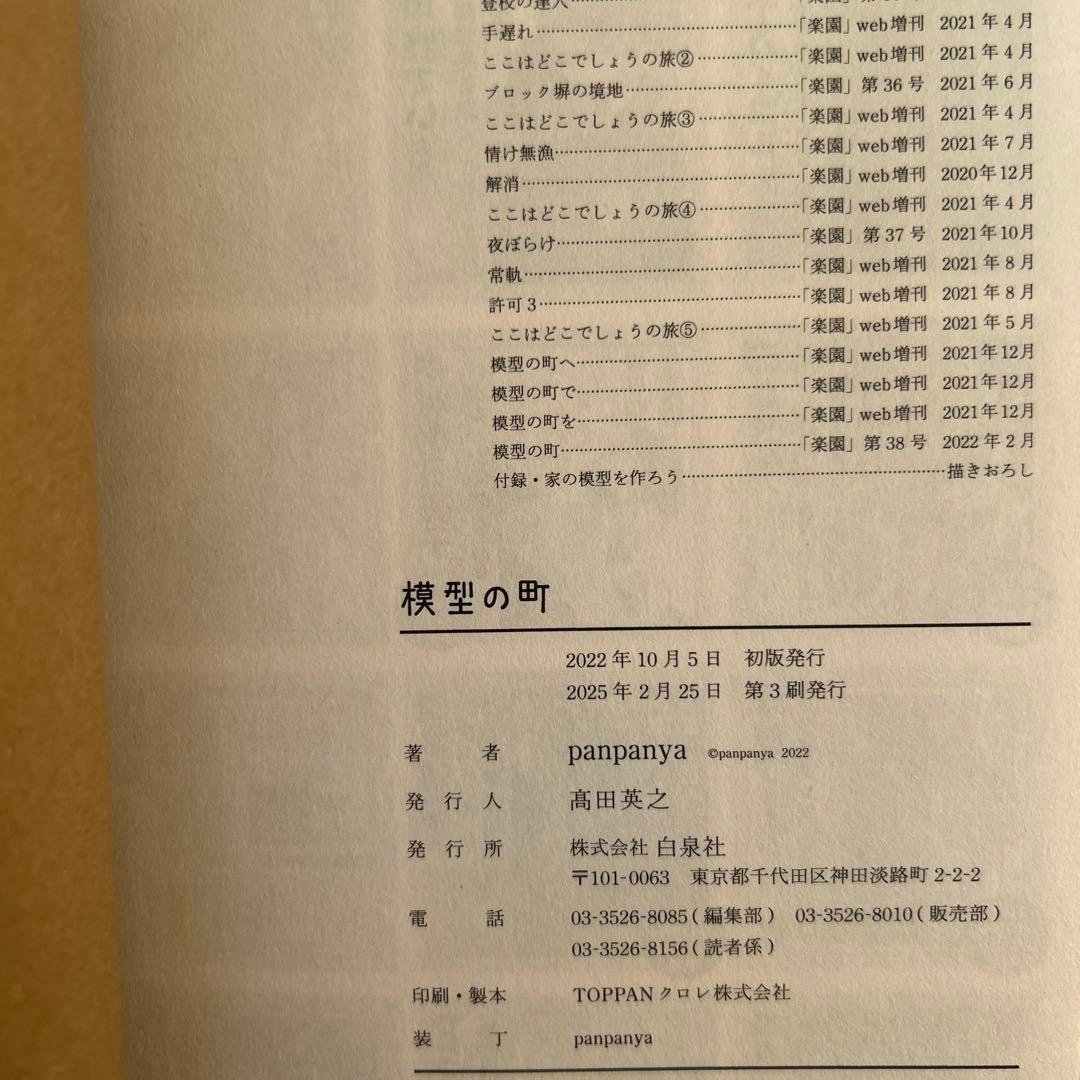 登校の達人
手遅れ……「楽園」web増刊 2021年4月
ここはどこでしょうの旅②……「楽園」web増刊 2021年4月
ブロック塀の境地……「楽園」第36号 2021年6月
ここはどこでしょうの旅③……「楽園」web増刊 2021年4月
情け無漁……「楽園」web増刊 2021年7月
解消……「楽園」web増刊 2020年12月
ここはどこでしょうの旅④……「楽園」web増刊 2021年4月
夜ぼらけ……「楽園」第37号 2021年10月
常軌……「楽園」web増刊 2021年8月
許可3……「楽園」web増刊 2021年8月
ここはどこでしょうの旅⑤……「楽園」web増刊 2021年5月
模型の町へ……「楽園」web増刊 2021年12月
模型の町で……「楽園」web増刊 2021年12月
模型の町を……「楽園」web増刊 2021年12月
模型の町……「楽園」第38号 2022年2月
付録・家の模型を作ろう……描きおろし
模型の町
2022年10月5日 初版発行
2025年2月25日 第3刷発行
著者 panpanya ©panpanya 2022
発行人 髙田英之
発行所 株式会社 白泉社
〒101-0063 東京都千代田区神田淡路町2-2-2
電話 03-3526-8085(編集部) 03-3526-8010(販売部)
03-3526-8156(読者係)
印刷・製本 TOPPANクロレ株式会社
装丁 panpanya